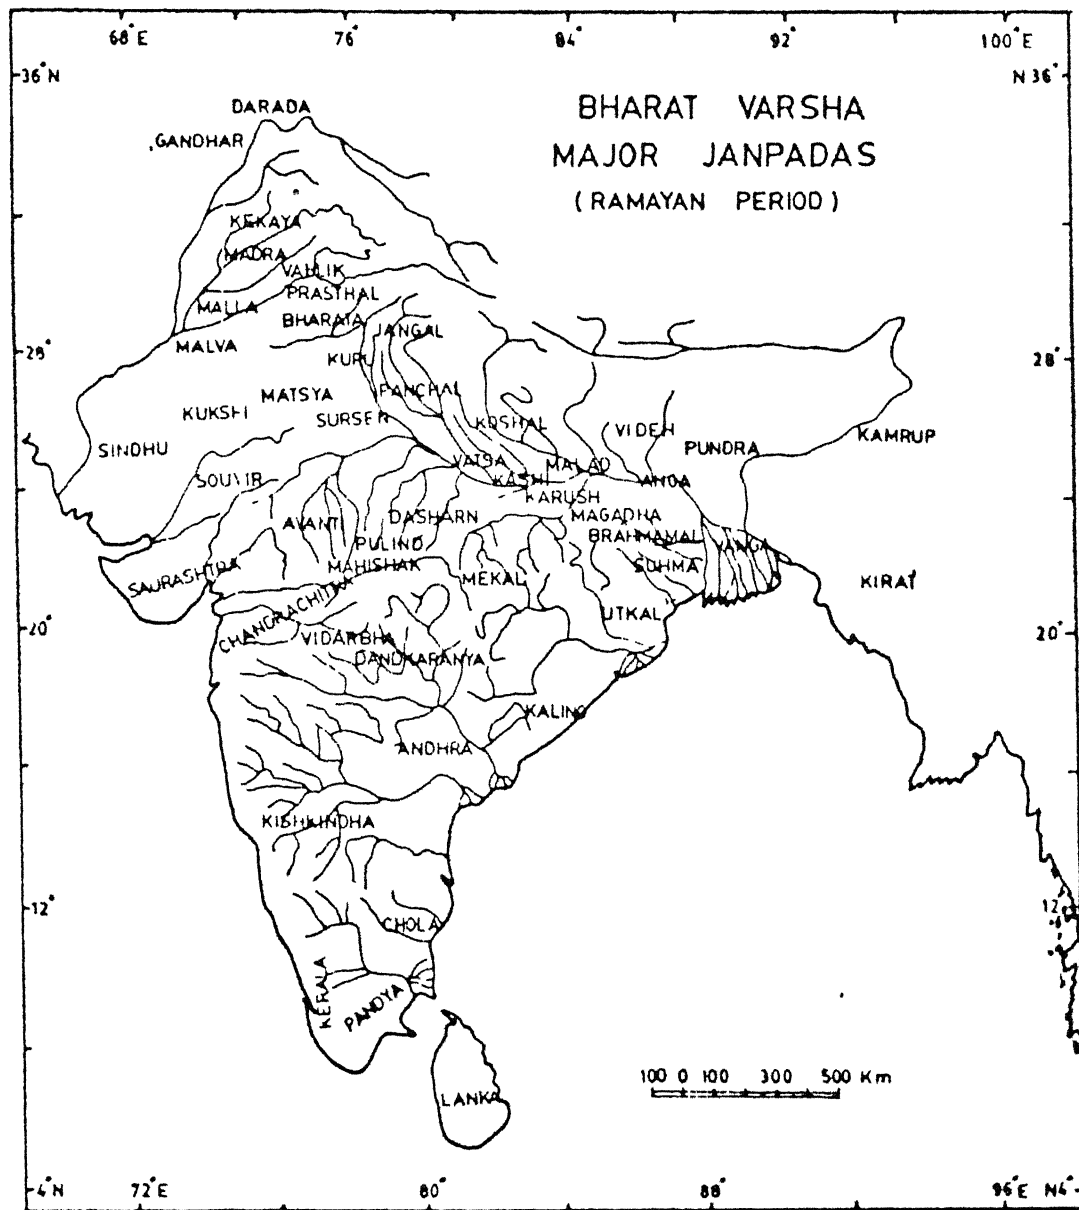 68°E 76° 84° 92° 100°E
36°N N 36°
BHARAT VARSHA
MAJOR JANPADAS
(RAMAYAN PERIOD)
DARADA
GANDHAR
KEKAYA
MADRA
VAHLIK
PRASTHAL
MALLA
BHARATA
JANGAL
MALVA
28° 28°
KURU
PANCHAL
MATSYA
KUKSHI
SURSEN
KOSHAL
VIDEH
PUNDRA
KAMRUP
SINDHU
VATSA
MALAD
SOUVIR
KASHI
ANGA
KARUSH
AVANTI
DASHARN
MAGADHA
PULIND
BRAHMAMAL
VANGA
SAURASHTRA
MAHISHAK
MEKAL
SUHMA
KIRAT
CHANDRACHITRA
UTKAL
20° 20°
VIDARBHA
DANDKARANYA
KALING
ANDHRA
KISHKINDHA
12° 12°
CHOLA
KERALA
PANDYA
LANKA
100 0 100 300 500 Km
4°N 72°E 80° 88° 96°E N4°